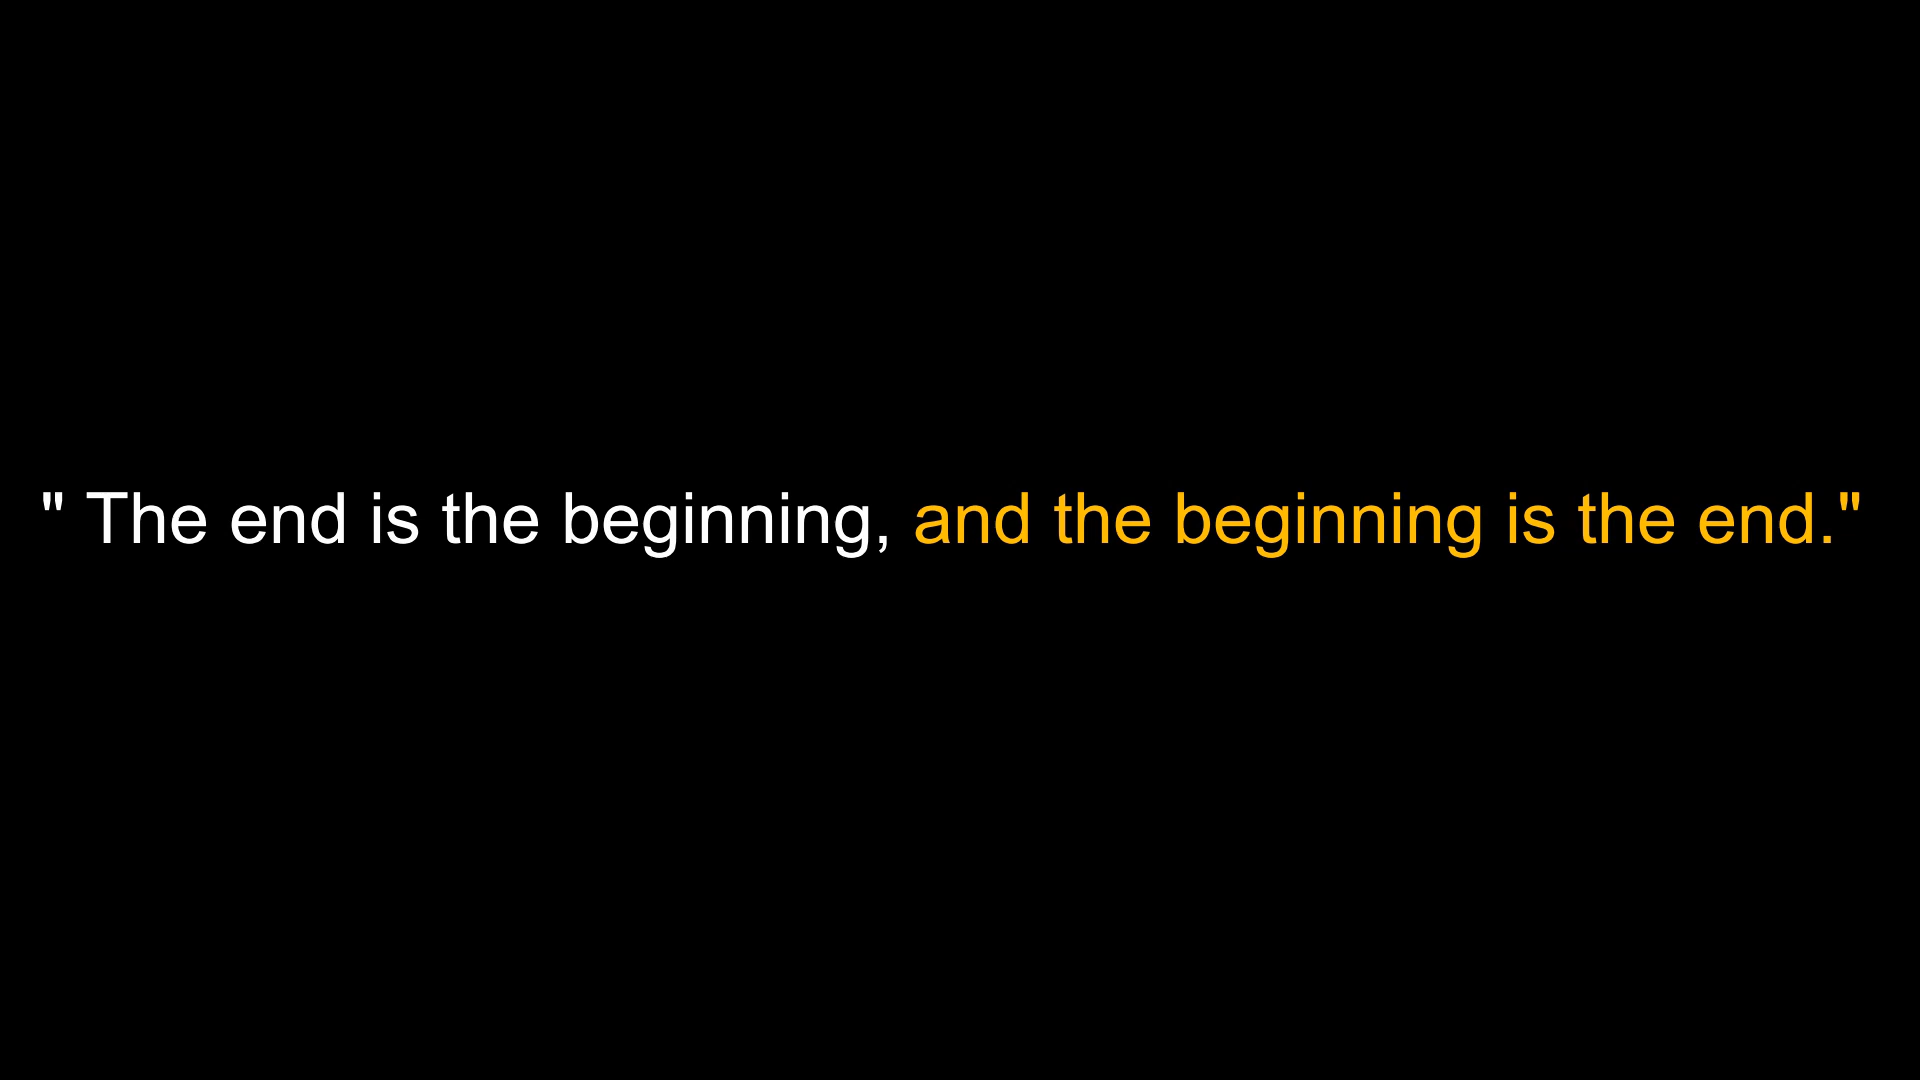 " The end is the beginning, and the beginning is the end."